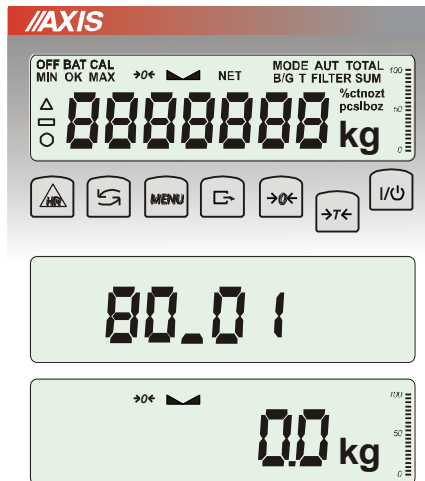 //AXIS
OFF BAT CAL MODE AUT TOTAL 100
MIN OK MAX →0← NET B/G T FILTER SUM
%ctnozt
pcslboz 50
8888888 kg
0
HR MENU →0← →T← I/⏻
80_01
→0← 100
50
0.0 kg
0